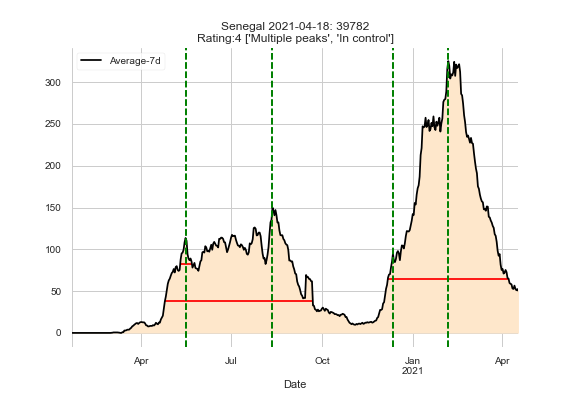 Senegal 2021-04-18: 39782
Rating:4 ['Multiple peaks', 'In control']
Average-7d
300
250
200
150
100
50
0
Apr
Jul
Oct
Jan
2021
Apr
Date